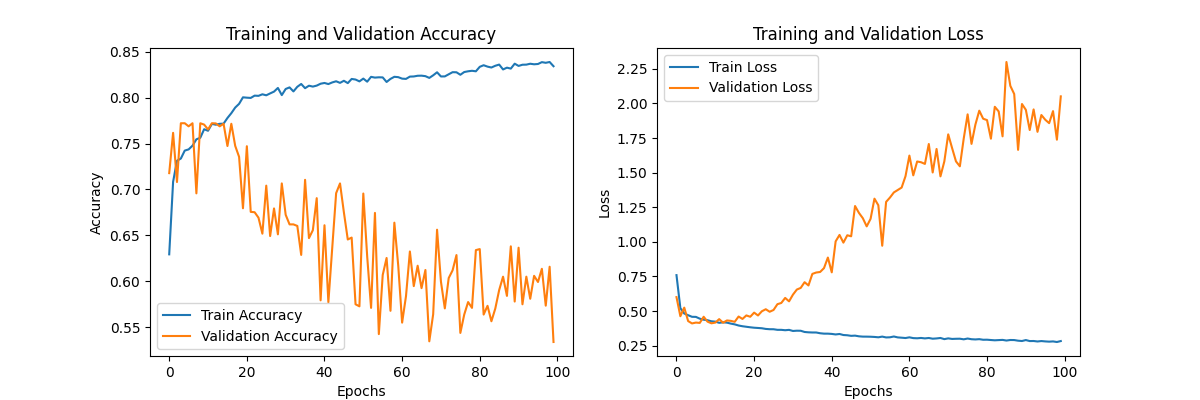 Training and Validation Accuracy
0.85
0.80
0.75
0.70
0.65
0.60
0.55
Accuracy
Train Accuracy
Validation Accuracy
0 20 40 60 80 100
Epochs
Training and Validation Loss
Train Loss
Validation Loss
2.25
2.00
1.75
1.50
1.25
1.00
0.75
0.50
0.25
Loss
0 20 40 60 80 100
Epochs